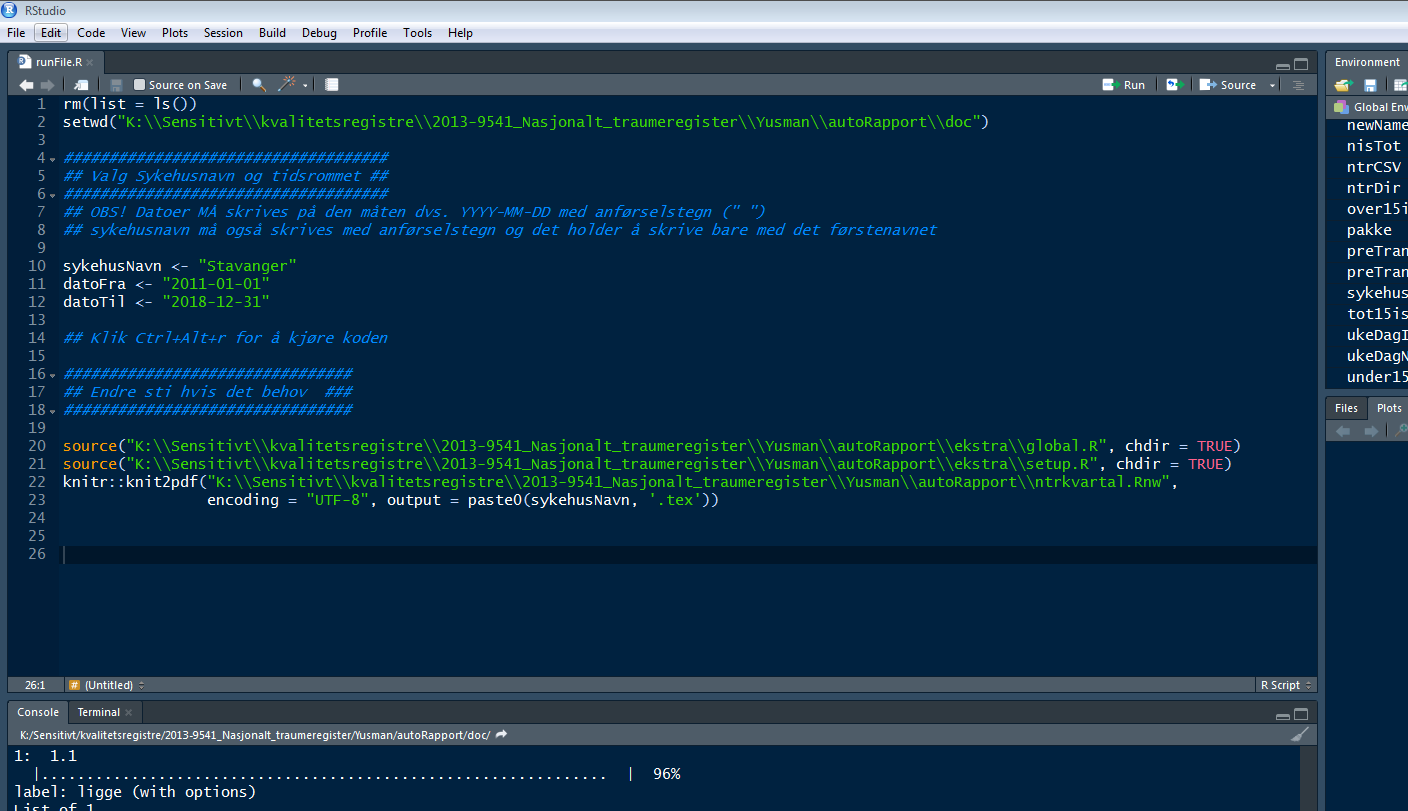 RStudio
File Edit Code View Plots Session Build Debug Profile Tools Help
runFile.R
Source on Save
Run
Source
1 rm(list = ls())
2 setwd("K:\\Sensitivt\\kvalitetsregistre\\2013-9541_Nasjonalt_traumeregister\\Yusman\\autoRapport\\doc")
3
4 ####################################
5 ## Valg Sykehusnavn og tidsrommet ##
6 ####################################
7 ## OBS! Datoer MÅ skrives på den måten dvs. YYYY-MM-DD med anførselstegn (" ")
8 ## sykehusnavn må også skrives med anførselstegn og det holder å skrive bare med det førstenavnet
9
10 sykehusNavn <- "Stavanger"
11 datoFra <- "2011-01-01"
12 datoTil <- "2018-12-31"
13
14 ## Klik Ctrl+Alt+r for å kjøre koden
15
16 ################################
17 ## Endre sti hvis det behov  ###
18 ################################
19
20 source("K:\\Sensitivt\\kvalitetsregistre\\2013-9541_Nasjonalt_traumeregister\\Yusman\\autoRapport\\ekstra\\global.R", chdir = TRUE)
21 source("K:\\Sensitivt\\kvalitetsregistre\\2013-9541_Nasjonalt_traumeregister\\Yusman\\autoRapport\\ekstra\\setup.R", chdir = TRUE)
22 knitr::knit2pdf("K:\\Sensitivt\\kvalitetsregistre\\2013-9541_Nasjonalt_traumeregister\\Yusman\\autoRapport\\ntrkvartal.Rnw",
23                 encoding = "UTF-8", output = paste0(sykehusNavn, '.tex'))
24
25
26
26:1 (Untitled)
R Script
Console Terminal
K:/Sensitivt/kvalitetsregistre/2013-9541_Nasjonalt_traumeregister/Yusman/autoRapport/doc/
1:  1.1
|............................................................... | 96%
label: ligge (with options)
List of 1
Environment
Global Env
newName
nisTot
ntrCSV
ntrDir
over15i
pakke
preTran
preTran
sykehus
tot15is
ukeDagI
ukeDagN
under15
Files Plots